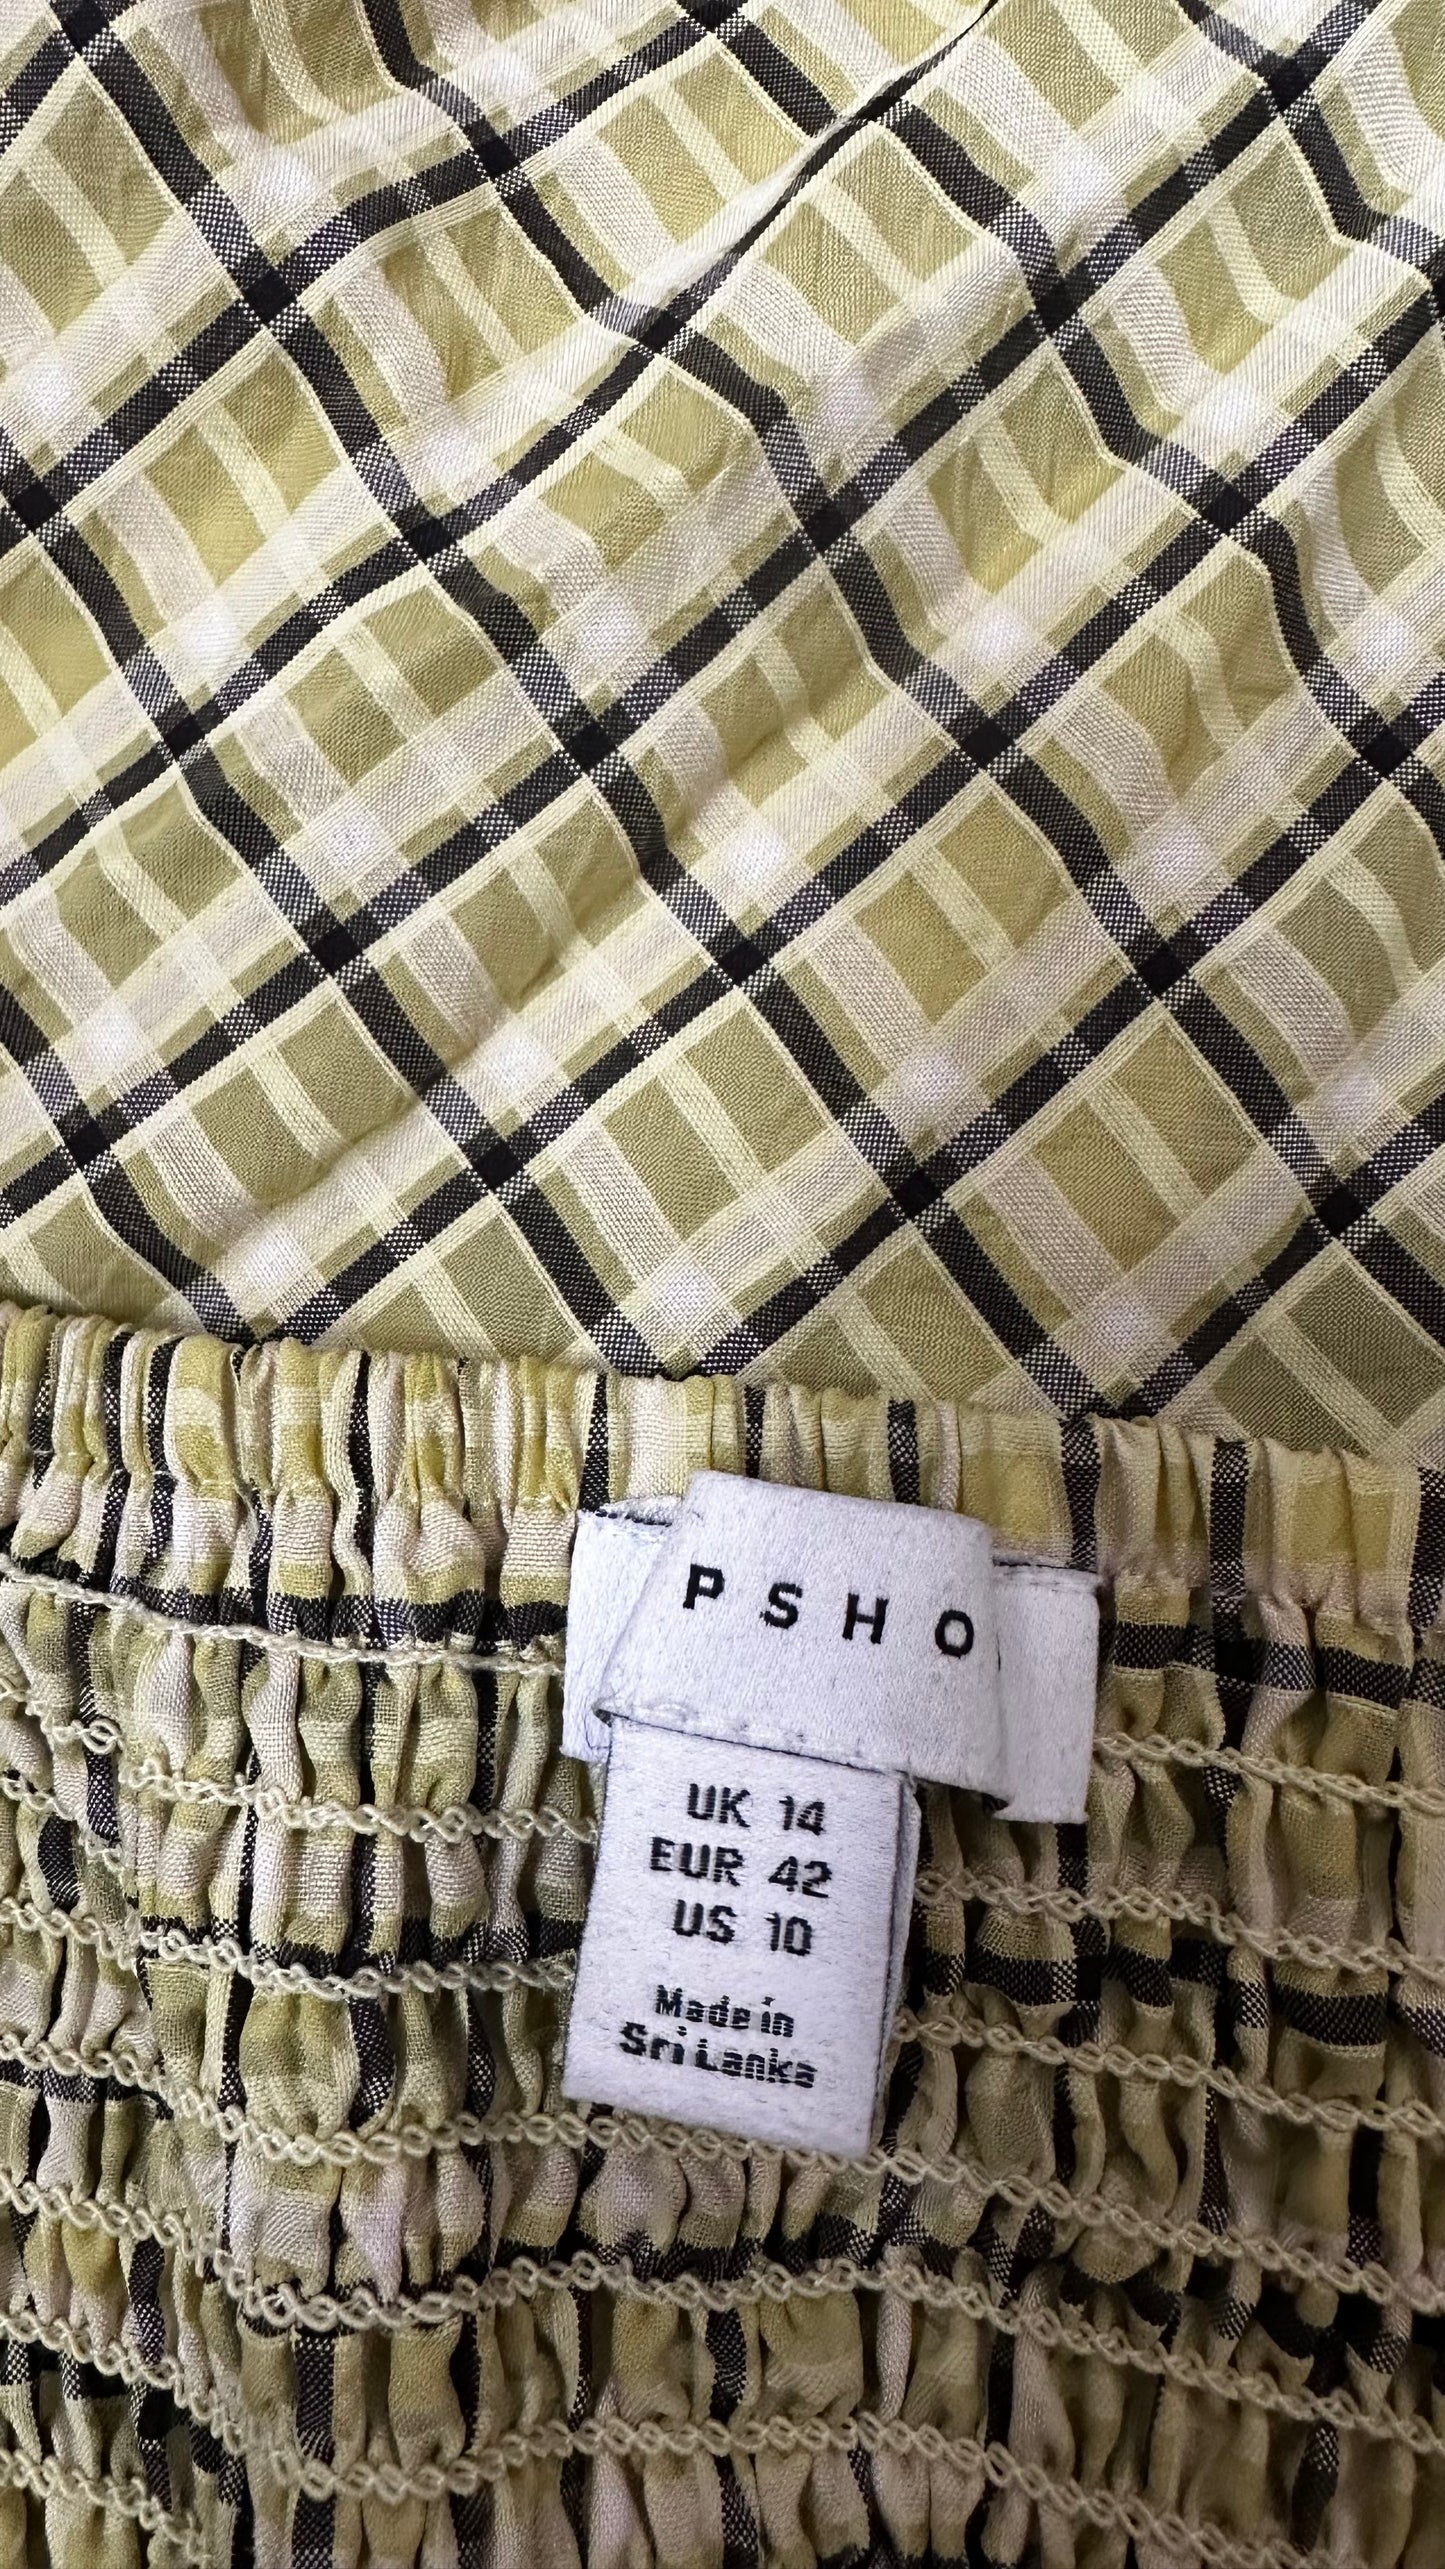 PSHO
UK 14
EUR 42
US 10
Made in
Sri Lanka